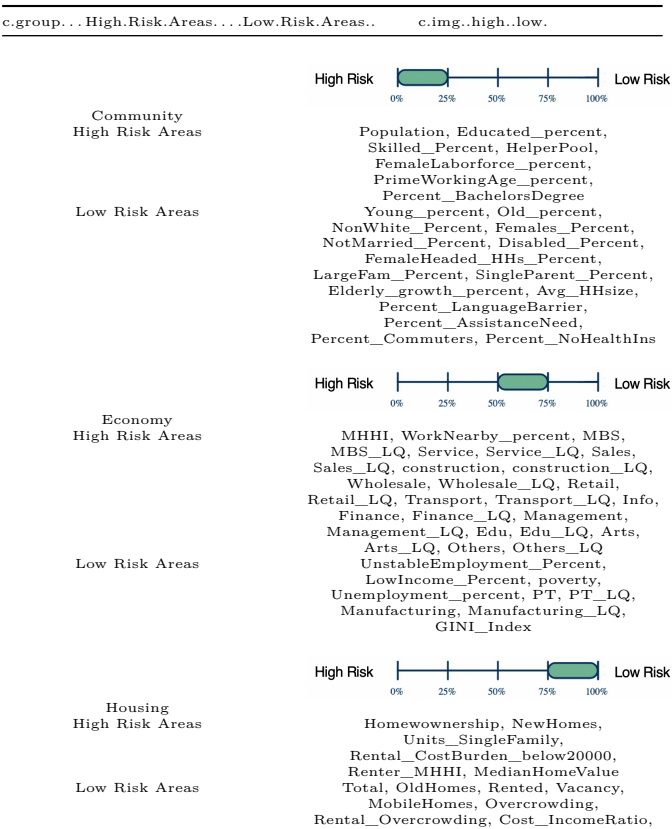 c.group...High.Risk.Areas....Low.Risk.Areas.. c.img..high..low.
High Risk Low Risk
0% 25% 50% 75% 100%
Community
High Risk Areas Population, Educated_percent,
Skilled_Percent, HelperPool,
FemaleLaborforce_percent,
PrimeWorkingAge_percent,
Percent_BachelorsDegree
Low Risk Areas Young_percent, Old_percent,
NonWhite_Percent, Females_Percent,
NotMarried_Percent, Disabled_Percent,
FemaleHeaded_HHs_Percent,
LargeFam_Percent, SingleParent_Percent,
Elderly_growth_percent, Avg_HHsize,
Percent_LanguageBarrier,
Percent_AssistanceNeed,
Percent_Commuters, Percent_NoHealthIns
High Risk Low Risk
0% 25% 50% 75% 100%
Economy
High Risk Areas MHHI, WorkNearby_percent, MBS,
MBS_LQ, Service, Service_LQ, Sales,
Sales_LQ, construction, construction_LQ,
Wholesale, Wholesale_LQ, Retail,
Retail_LQ, Transport, Transport_LQ, Info,
Finance, Finance_LQ, Management,
Management_LQ, Edu, Edu_LQ, Arts,
Arts_LQ, Others, Others_LQ
Low Risk Areas UnstableEmployment_Percent,
LowIncome_Percent, poverty,
Unemployment_percent, PT, PT_LQ,
Manufacturing, Manufacturing_LQ,
GINI_Index
High Risk Low Risk
0% 25% 50% 75% 100%
Housing
High Risk Areas Homewownership, NewHomes,
Units_SingleFamily,
Rental_CostBurden_below20000,
Renter_MHHI, MedianHomeValue
Low Risk Areas Total, OldHomes, Rented, Vacancy,
MobileHomes, Overcrowding,
Rental_Overcrowding, Cost_IncomeRatio,